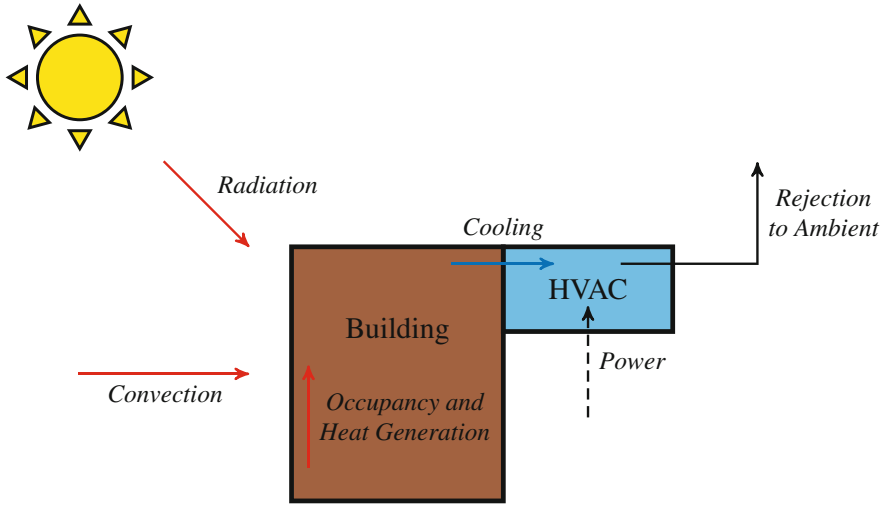 Radiation
Rejection
to Ambient
Cooling
HVAC
Building
Power
Convection
Occupancy and
Heat Generation